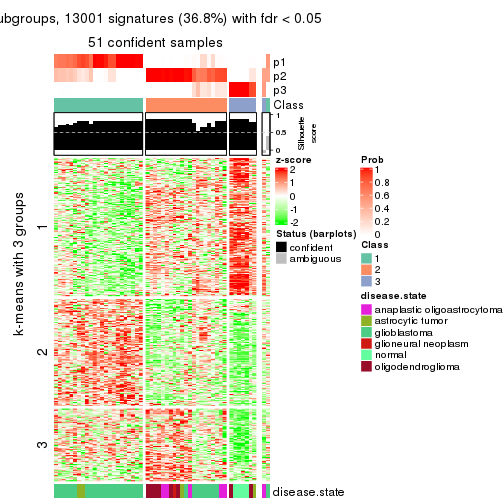 ubgroups, 13001 signatures (36.8%) with fdr < 0.05
51 confident samples
p1
p2
p3
Class
1
0.5
0
Silhouette
score
k-means with 3 groups
1
2
3
disease.state
z-score
2
1
0
-1
-2
Status (barplots)
confident
ambiguous
Prob
1
0.8
0.6
0.4
0.2
0
Class
1
2
3
disease.state
anaplastic oligoastrocytoma
astrocytic tumor
glioblastoma
glioneural neoplasm
normal
oligodendroglioma